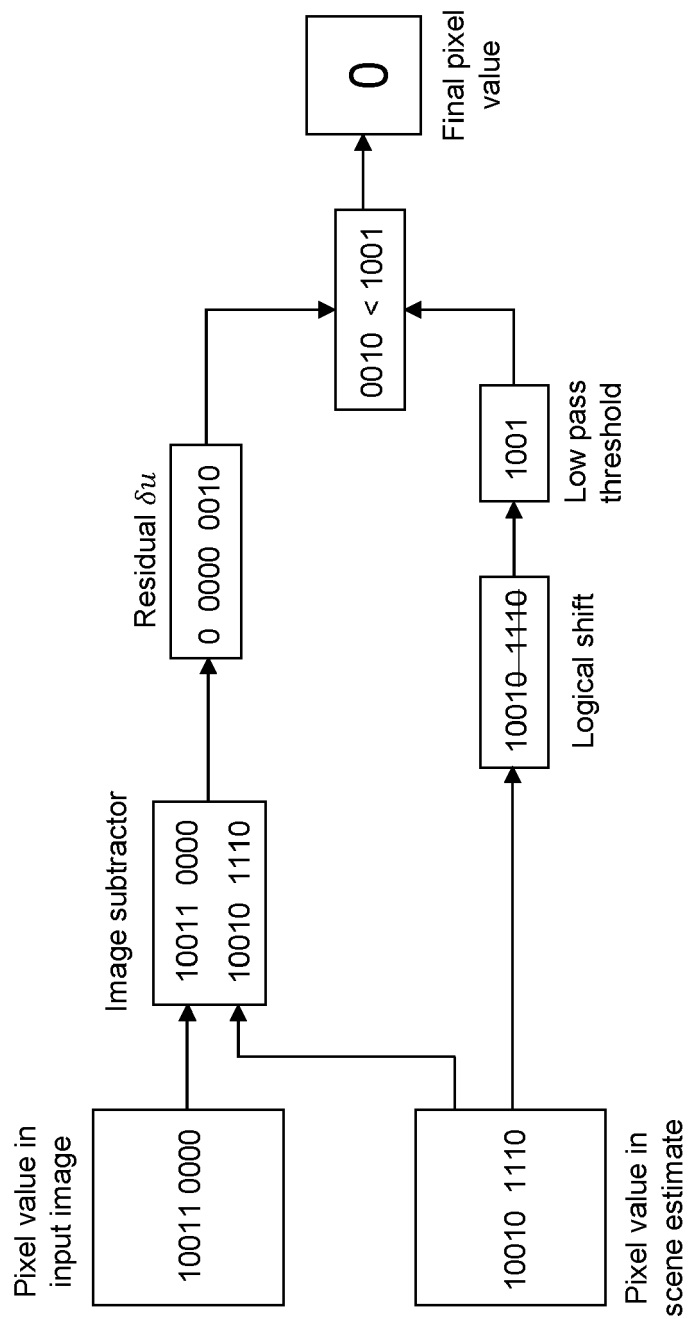 Pixel value in
input image
10011 0000
Image subtractor
10011 0000
10010 1110
Residual δu
0 0000 0010
0010 < 1001
0
Final pixel
value
10010 1110
Pixel value in
scene estimate
10010 1110
Logical shift
1001
Low pass
threshold